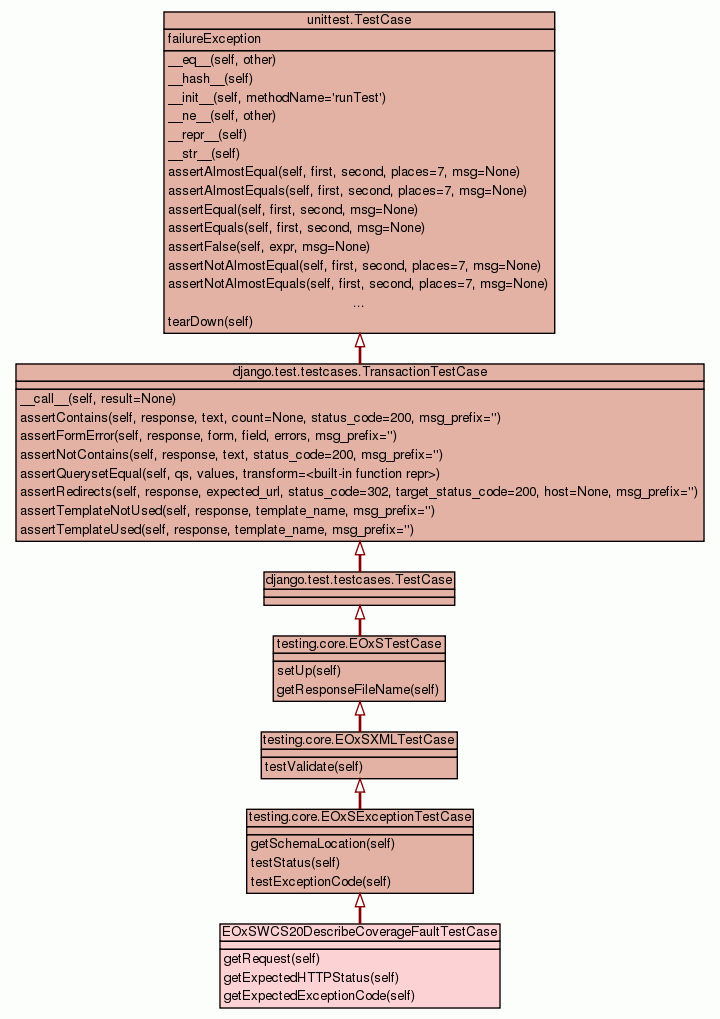 unittest.TestCase
failureException
__eq__(self, other)
__hash__(self)
__init__(self, methodName='runTest')
__ne__(self, other)
__repr__(self)
__str__(self)
assertAlmostEqual(self, first, second, places=7, msg=None)
assertAlmostEquals(self, first, second, places=7, msg=None)
assertEqual(self, first, second, msg=None)
assertEquals(self, first, second, msg=None)
assertFalse(self, expr, msg=None)
assertNotAlmostEqual(self, first, second, places=7, msg=None)
assertNotAlmostEquals(self, first, second, places=7, msg=None)
...
tearDown(self)
django.test.testcases.TransactionTestCase
__call__(self, result=None)
assertContains(self, response, text, count=None, status_code=200, msg_prefix='')
assertFormError(self, response, form, field, errors, msg_prefix='')
assertNotContains(self, response, text, status_code=200, msg_prefix='')
assertQuerysetEqual(self, qs, values, transform=<built-in function repr>)
assertRedirects(self, response, expected_url, status_code=302, target_status_code=200, host=None, msg_prefix='')
assertTemplateNotUsed(self, response, template_name, msg_prefix='')
assertTemplateUsed(self, response, template_name, msg_prefix='')
django.test.testcases.TestCase
testing.core.EOxSTestCase
setUp(self)
getResponseFileName(self)
testing.core.EOxSXMLTestCase
testValidate(self)
testing.core.EOxSExceptionTestCase
getSchemaLocation(self)
testStatus(self)
testExceptionCode(self)
EOxSWCS20DescribeCoverageFaultTestCase
getRequest(self)
getExpectedHTTPStatus(self)
getExpectedExceptionCode(self)